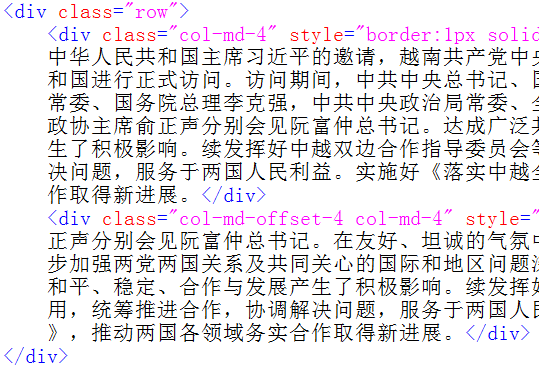 <div class="row">
<div class="col-md-4" style="border:1px solid
中华人民共和国主席习近平的邀请，越南共产党中央
和国进行正式访问。访问期间，中共中央总书记、国
常委、国务院总理李克强，中共中央政治局常委、全
政协主席俞正声分别会见阮富仲总书记。达成广泛共
生了积极影响。续发挥好中越双边合作指导委员会等
决问题，服务于两国人民利益。实施好《落实中越全
作取得新进展。</div>
<div class="col-md-offset-4 col-md-4" style="
正声分别会见阮富仲总书记。在友好、坦诚的气氛中
步加强两党两国关系及共同关心的国际和地区问题深
和平、稳定、合作与发展产生了积极影响。续发挥好
用，统筹推进合作，协调解决问题，服务于两国人民
》，推动两国各领域务实合作取得新进展。</div>
</div>